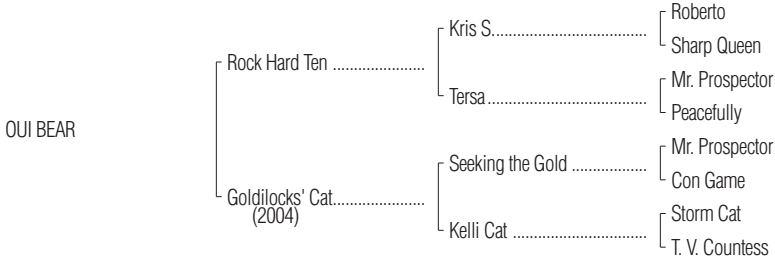 Roberto
Kris S.
Sharp Queen
Rock Hard Ten
Mr. Prospector
Tersa
Peacefully
OUI BEAR
Mr. Prospector
Seeking the Gold
Con Game
Goldilocks' Cat
(2004)
Storm Cat
Kelli Cat
T. V. Countess